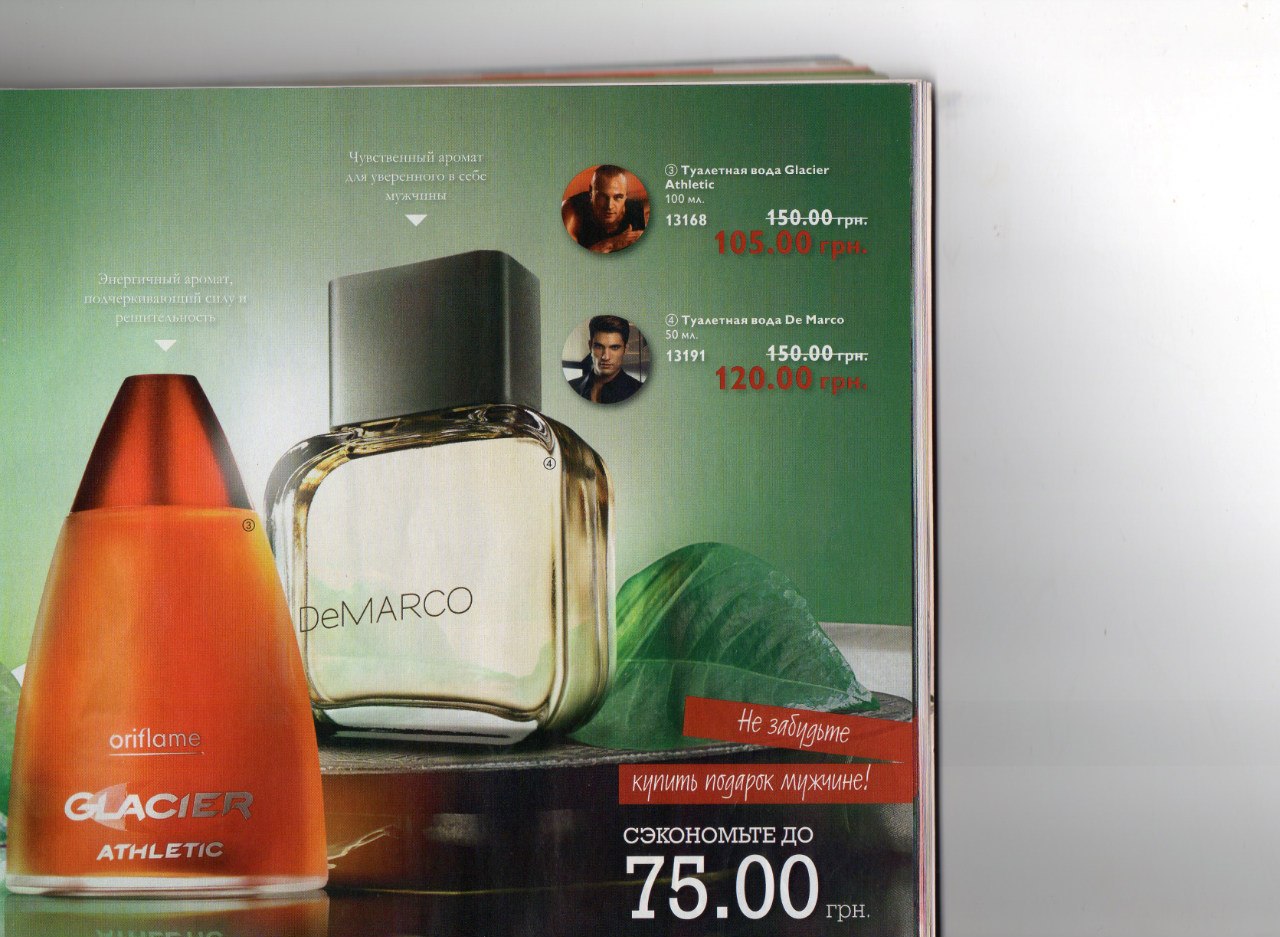 Чувственный аромат
для уверенного в себе
мужчины
Энергичный аромат,
подчеркивающий силу и
решительность
③ Туалетная вода Glacier
Athletic
100 мл.
13168 150.00 грн.
105.00 грн.
④ Туалетная вода De Marco
50 мл.
13191 150.00 грн.
120.00 грн.
④
③
DeMARCO
oriflame
GLACIER
ATHLETIC
Не забудьте
купить подарок мужчине!
СЭКОНОМЬТЕ ДО
75.00 грн.